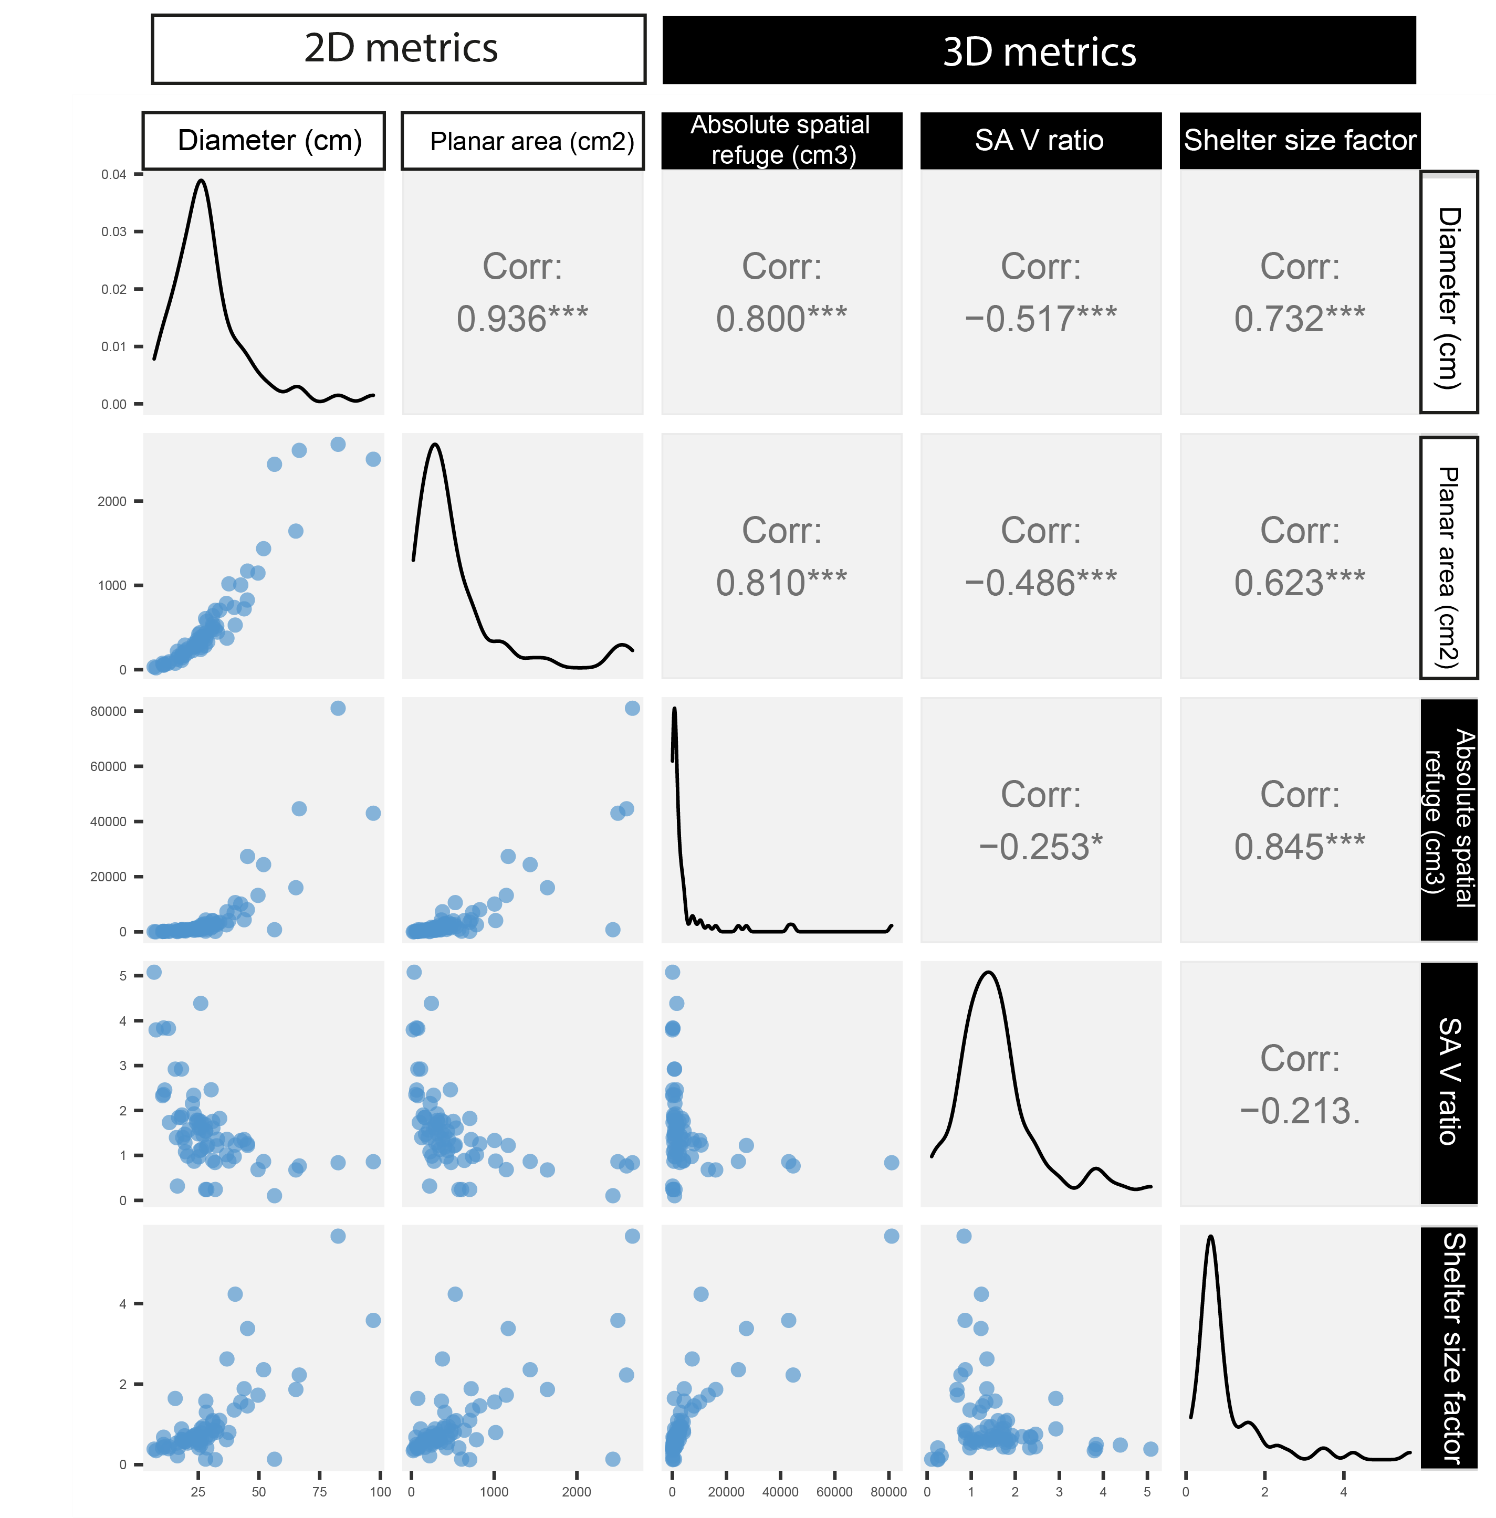 2D metrics
3D metrics
Diameter (cm)
Planar area (cm2)
Absolute spatial
refuge (cm3)
SA V ratio
Shelter size factor
0.04
0.03
0.02
0.01
0.00
Corr:
0.936***
Corr:
0.800***
Corr:
−0.517***
Corr:
0.732***
Diameter (cm)
2000
1000
0
Corr:
0.810***
Corr:
−0.486***
Corr:
0.623***
Planar area (cm2)
80000
60000
40000
20000
0
Corr:
−0.253*
Corr:
0.845***
Absolute spatial
refuge (cm3)
5
4
3
2
1
0
Corr:
−0.213.
SA V ratio
4
2
0
Shelter size factor
25 50 75 100
0 1000 2000
0 20000 40000 60000 80000
0 1 2 3 4 5
0 2 4